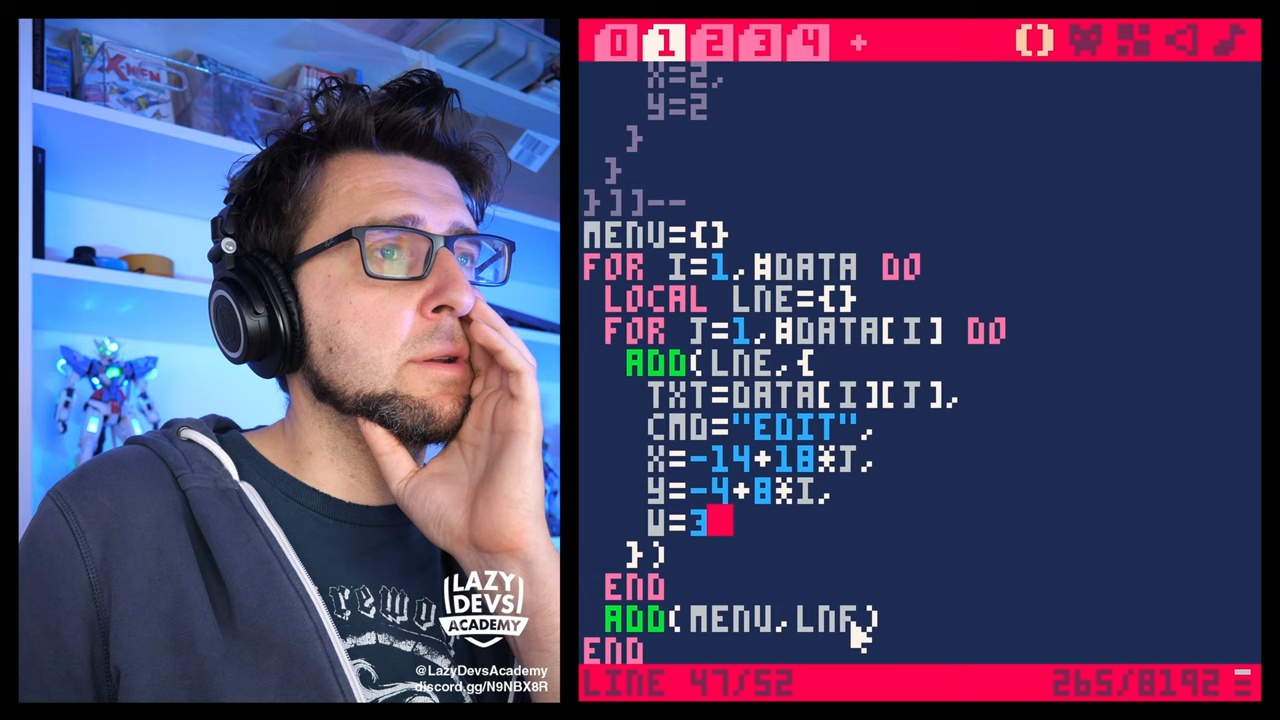 X-MEN
LAZY
DEVS
ACADEMY
@LazyDevsAcademy
discord.gg/N9NBX8R
0 1 2 3 4 +
X=2,
Y=2
}
}
}]]--
MENU={}
FOR I=1,#DATA DO
LOCAL LNE={}
FOR J=1,#DATA[I] DO
ADD(LNE,{
TXT=DATA[I][J],
CMD="EDIT",
X=-14+18*J,
Y=-4+8*I,
W=3
})
END
ADD(MENU,LNE)
END
LINE 47/52
265/8192